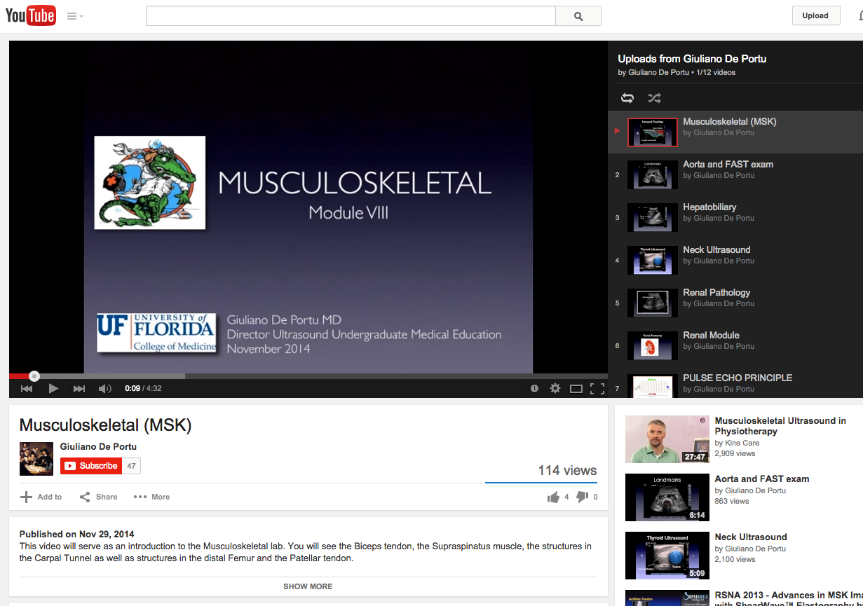 YouTube
Upload
MUSCULOSKELETAL
Module VIII
UF UNIVERSITY of
FLORIDA
College of Medicine
Giuliano De Portu MD
Director Ultrasound Undergraduate Medical Education
November 2014
0:09 / 4:32
Uploads from Giuliano De Portu
by Giuliano De Portu • 1/12 videos
Musculoskeletal (MSK)
by Giuliano De Portu
2
Landmarks
Aorta and FAST exam
by Giuliano De Portu
3
Hepatobiliary
by Giuliano De Portu
4
Thyroid Ultrasound
Neck Ultrasound
by Giuliano De Portu
5
Renal Pathology
by Giuliano De Portu
6
Renal Module
by Giuliano De Portu
7
PULSE ECHO PRINCIPLE
by Giuliano De Portu
Musculoskeletal (MSK)
Giuliano De Portu
Subscribe 47
114 views
Add to Share More
4 0
Published on Nov 29, 2014
This video will serve as an introduction to the Musculoskeletal lab. You will see the Biceps tendon, the Supraspinatus muscle, the structures in
the Carpal Tunnel as well as structures in the distal Femur and the Patellar tendon.
SHOW MORE
27:47
Musculoskeletal Ultrasound in
Physiotherapy
by Kine Care
2,909 views
Landmarks
6:14
Aorta and FAST exam
by Giuliano De Portu
863 views
Thyroid Ultrasound
5:09
Neck Ultrasound
by Giuliano De Portu
2,100 views
RSNA 2013 - Advances in MSK Im
with ShearWave™ Elastography by